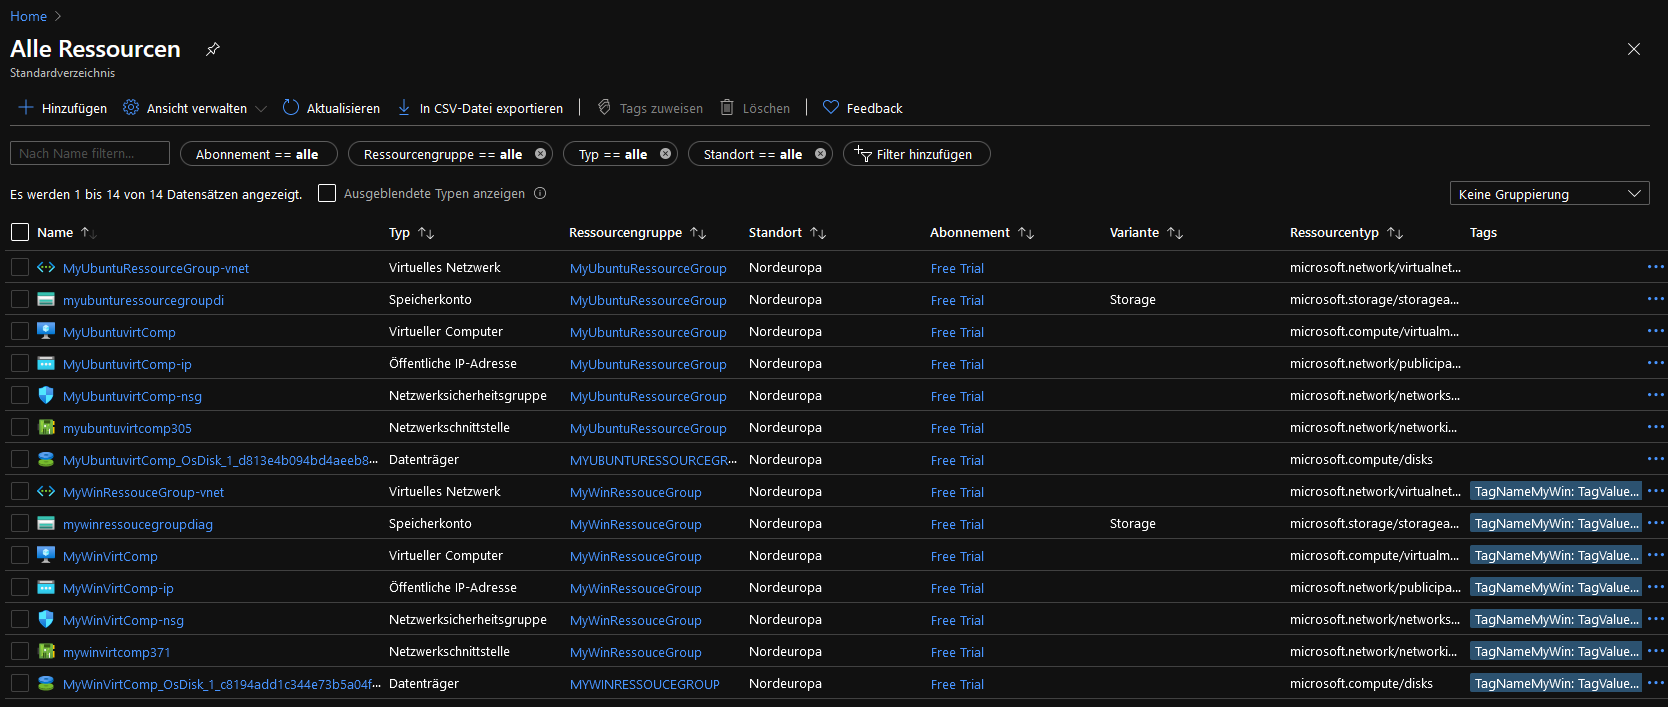 Home
Alle Ressourcen
Standardverzeichnis
Hinzufügen Ansicht verwalten Aktualisieren In CSV-Datei exportieren Tags zuweisen Löschen Feedback
Nach Name filtern... Abonnement == alle Ressourcengruppe == alle Typ == alle Standort == alle Filter hinzufügen
Es werden 1 bis 14 von 14 Datensätzen angezeigt. Ausgeblendete Typen anzeigen Keine Gruppierung
Name Typ Ressourcengruppe Standort Abonnement Variante Ressourcentyp Tags
MyUbuntuRessourceGroup-vnet Virtuelles Netzwerk MyUbuntuRessourceGroup Nordeuropa Free Trial microsoft.network/virtualnet...
myubunturessourcegroupdi Speicherkonto MyUbuntuRessourceGroup Nordeuropa Free Trial Storage microsoft.storage/storagea...
MyUbuntuvirtComp Virtueller Computer MyUbuntuRessourceGroup Nordeuropa Free Trial microsoft.compute/virtualm...
MyUbuntuvirtComp-ip Öffentliche IP-Adresse MyUbuntuRessourceGroup Nordeuropa Free Trial microsoft.network/publicipa...
MyUbuntuvirtComp-nsg Netzwerksicherheitsgruppe MyUbuntuRessourceGroup Nordeuropa Free Trial microsoft.network/networks...
myubuntuvirtcomp305 Netzwerkschnittstelle MyUbuntuRessourceGroup Nordeuropa Free Trial microsoft.network/networki...
MyUbuntuvirtComp_OsDisk_1_d813e4b094bd4aeeb8... Datenträger MYUBUNTURESSOURCEGR... Nordeuropa Free Trial microsoft.compute/disks
MyWinRessouceGroup-vnet Virtuelles Netzwerk MyWinRessouceGroup Nordeuropa Free Trial microsoft.network/virtualnet... TagNameMyWin: TagValue...
mywinressoucegroupdiag Speicherkonto MyWinRessouceGroup Nordeuropa Free Trial Storage microsoft.storage/storagea... TagNameMyWin: TagValue...
MyWinVirtComp Virtueller Computer MyWinRessouceGroup Nordeuropa Free Trial microsoft.compute/virtualm... TagNameMyWin: TagValue...
MyWinVirtComp-ip Öffentliche IP-Adresse MyWinRessouceGroup Nordeuropa Free Trial microsoft.network/publicipa... TagNameMyWin: TagValue...
MyWinVirtComp-nsg Netzwerksicherheitsgruppe MyWinRessouceGroup Nordeuropa Free Trial microsoft.network/networks... TagNameMyWin: TagValue...
mywinvirtcomp371 Netzwerkschnittstelle MyWinRessouceGroup Nordeuropa Free Trial microsoft.network/networki... TagNameMyWin: TagValue...
MyWinVirtComp_OsDisk_1_c8194add1c344e73b5a04f... Datenträger MYWINRESSOUCEGROUP Nordeuropa Free Trial microsoft.compute/disks TagNameMyWin: TagValue...